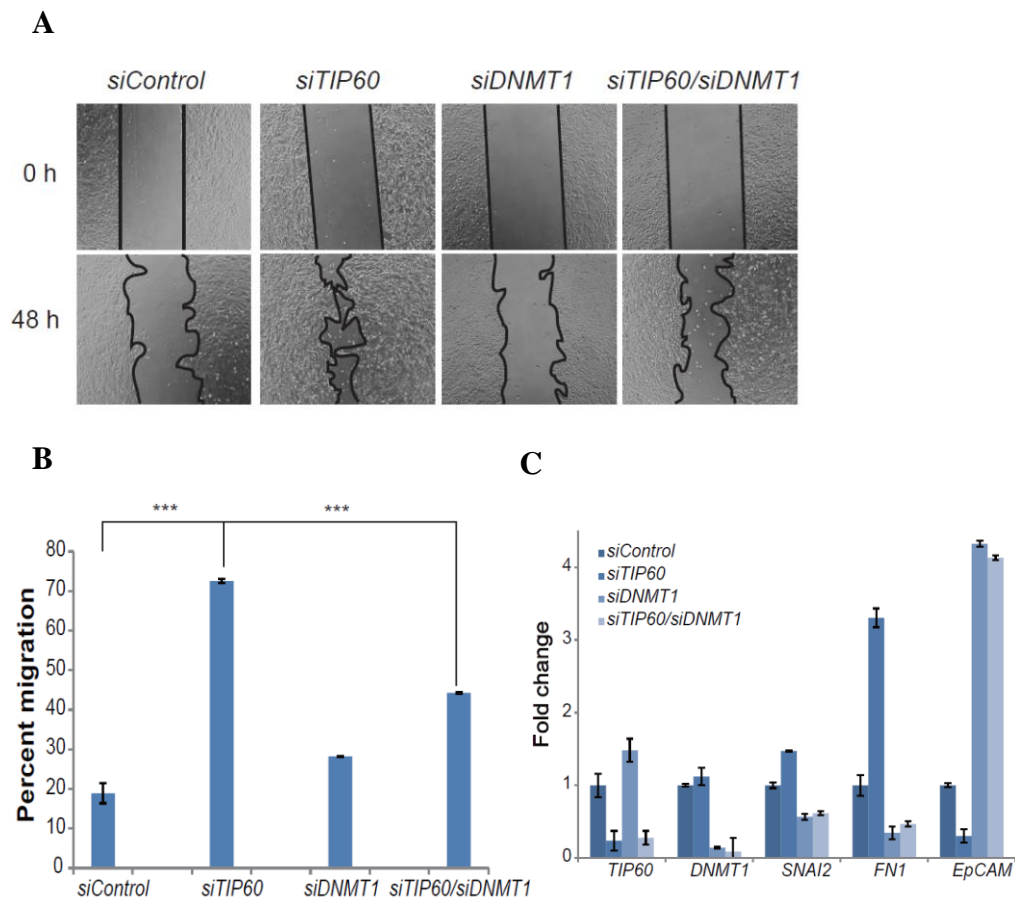 A
siControl siTIP60 siDNMT1 siTIP60/siDNMT1
0 h
48 h
B
*** ***
Percent migration
80
70
60
50
40
30
20
10
0
siControl siTIP60 siDNMT1 siTIP60/siDNMT1
C
Fold change
4
2
1
0
siControl
siTIP60
siDNMT1
siTIP60/siDNMT1
TIP60 DNMT1 SNAI2 FN1 EpCAM